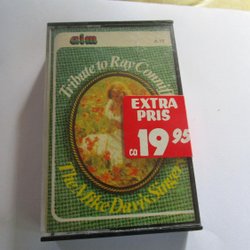 aim
Tribute to Ray Conniff
EXTRA
PRIS
ca 19 95
The Mike Davis Singers